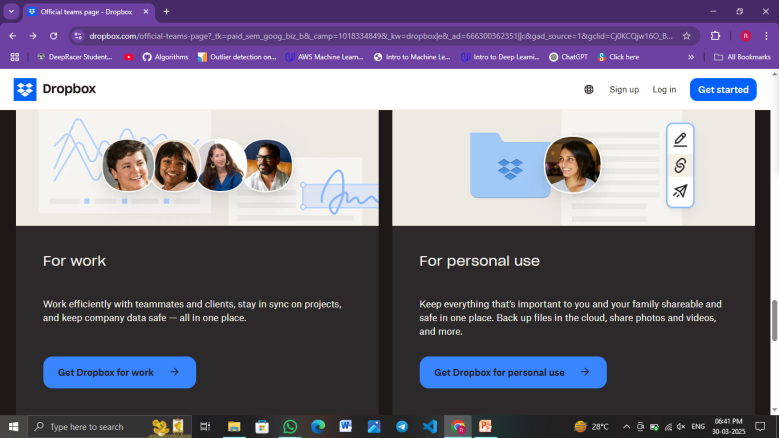 Official teams page - Dropbox
dropbox.com/official-teams-page?_tk=paid_sem_goog_biz_b&_camp=1018334849&_kw=dropbox|e&_ad=666300362351||c&gad_source=1&gclid=Cj0KCQjw16O_B...
R
DeepRacer Student...
Algorithms
Outlier detection on...
AWS Machine Learn...
Intro to Machine Le...
Intro to Deep Learni...
ChatGPT
Click here
»
All Bookmarks
Dropbox
Sign up
Log in
Get started
For work
Work efficiently with teammates and clients, stay in sync on projects,
and keep company data safe — all in one place.
Get Dropbox for work
For personal use
Keep everything that's important to you and your family shareable and
safe in one place. Back up files in the cloud, share photos and videos,
and more.
Get Dropbox for personal use
Type here to search
28°C
ENG
06:41 PM
30-03-2025